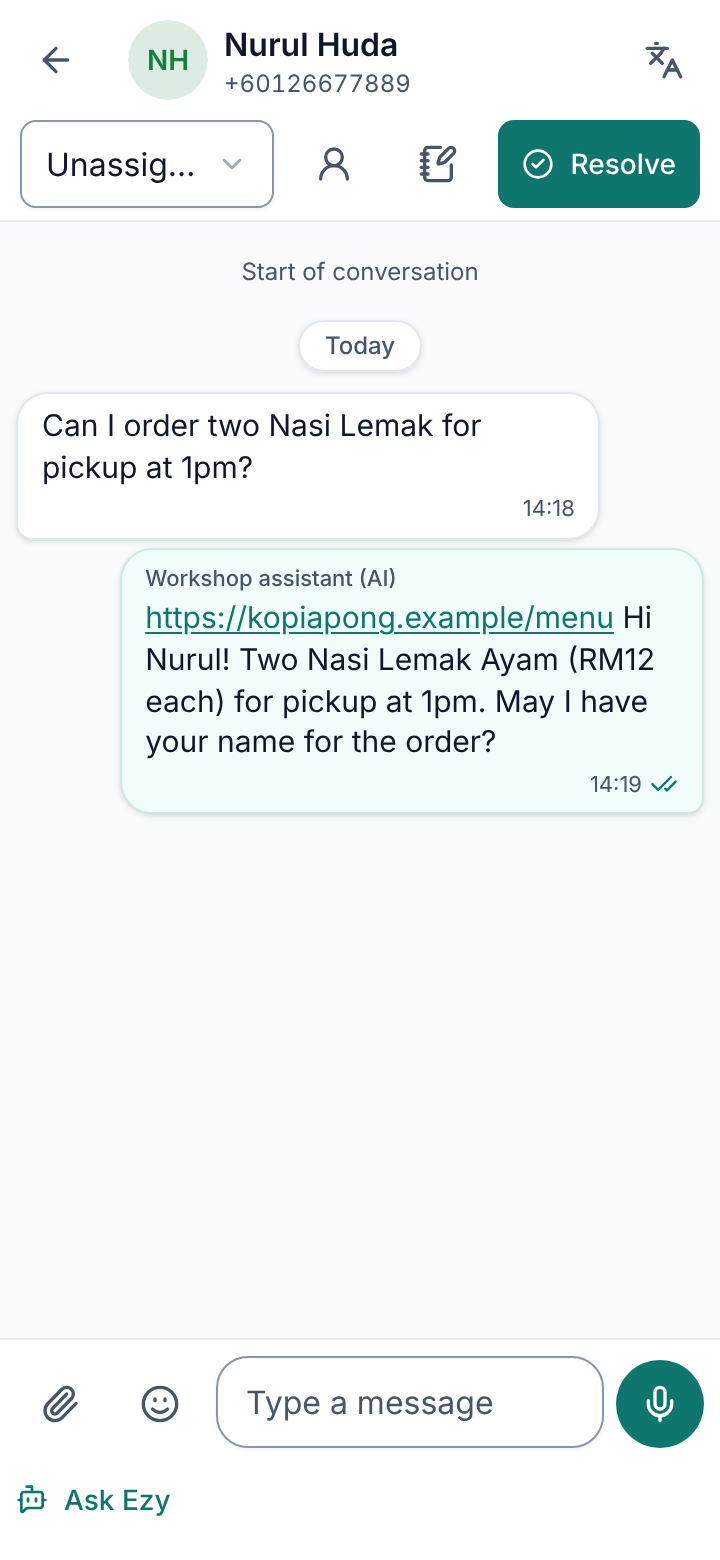 NH
Nurul Huda
+60126677889
Unassig...
Resolve
Start of conversation
Today
Can I order two Nasi Lemak for
pickup at 1pm?
14:18
Workshop assistant (AI)
https://kopiapong.example/menu Hi
Nurul! Two Nasi Lemak Ayam (RM12
each) for pickup at 1pm. May I have
your name for the order?
14:19
Type a message
Ask Ezy